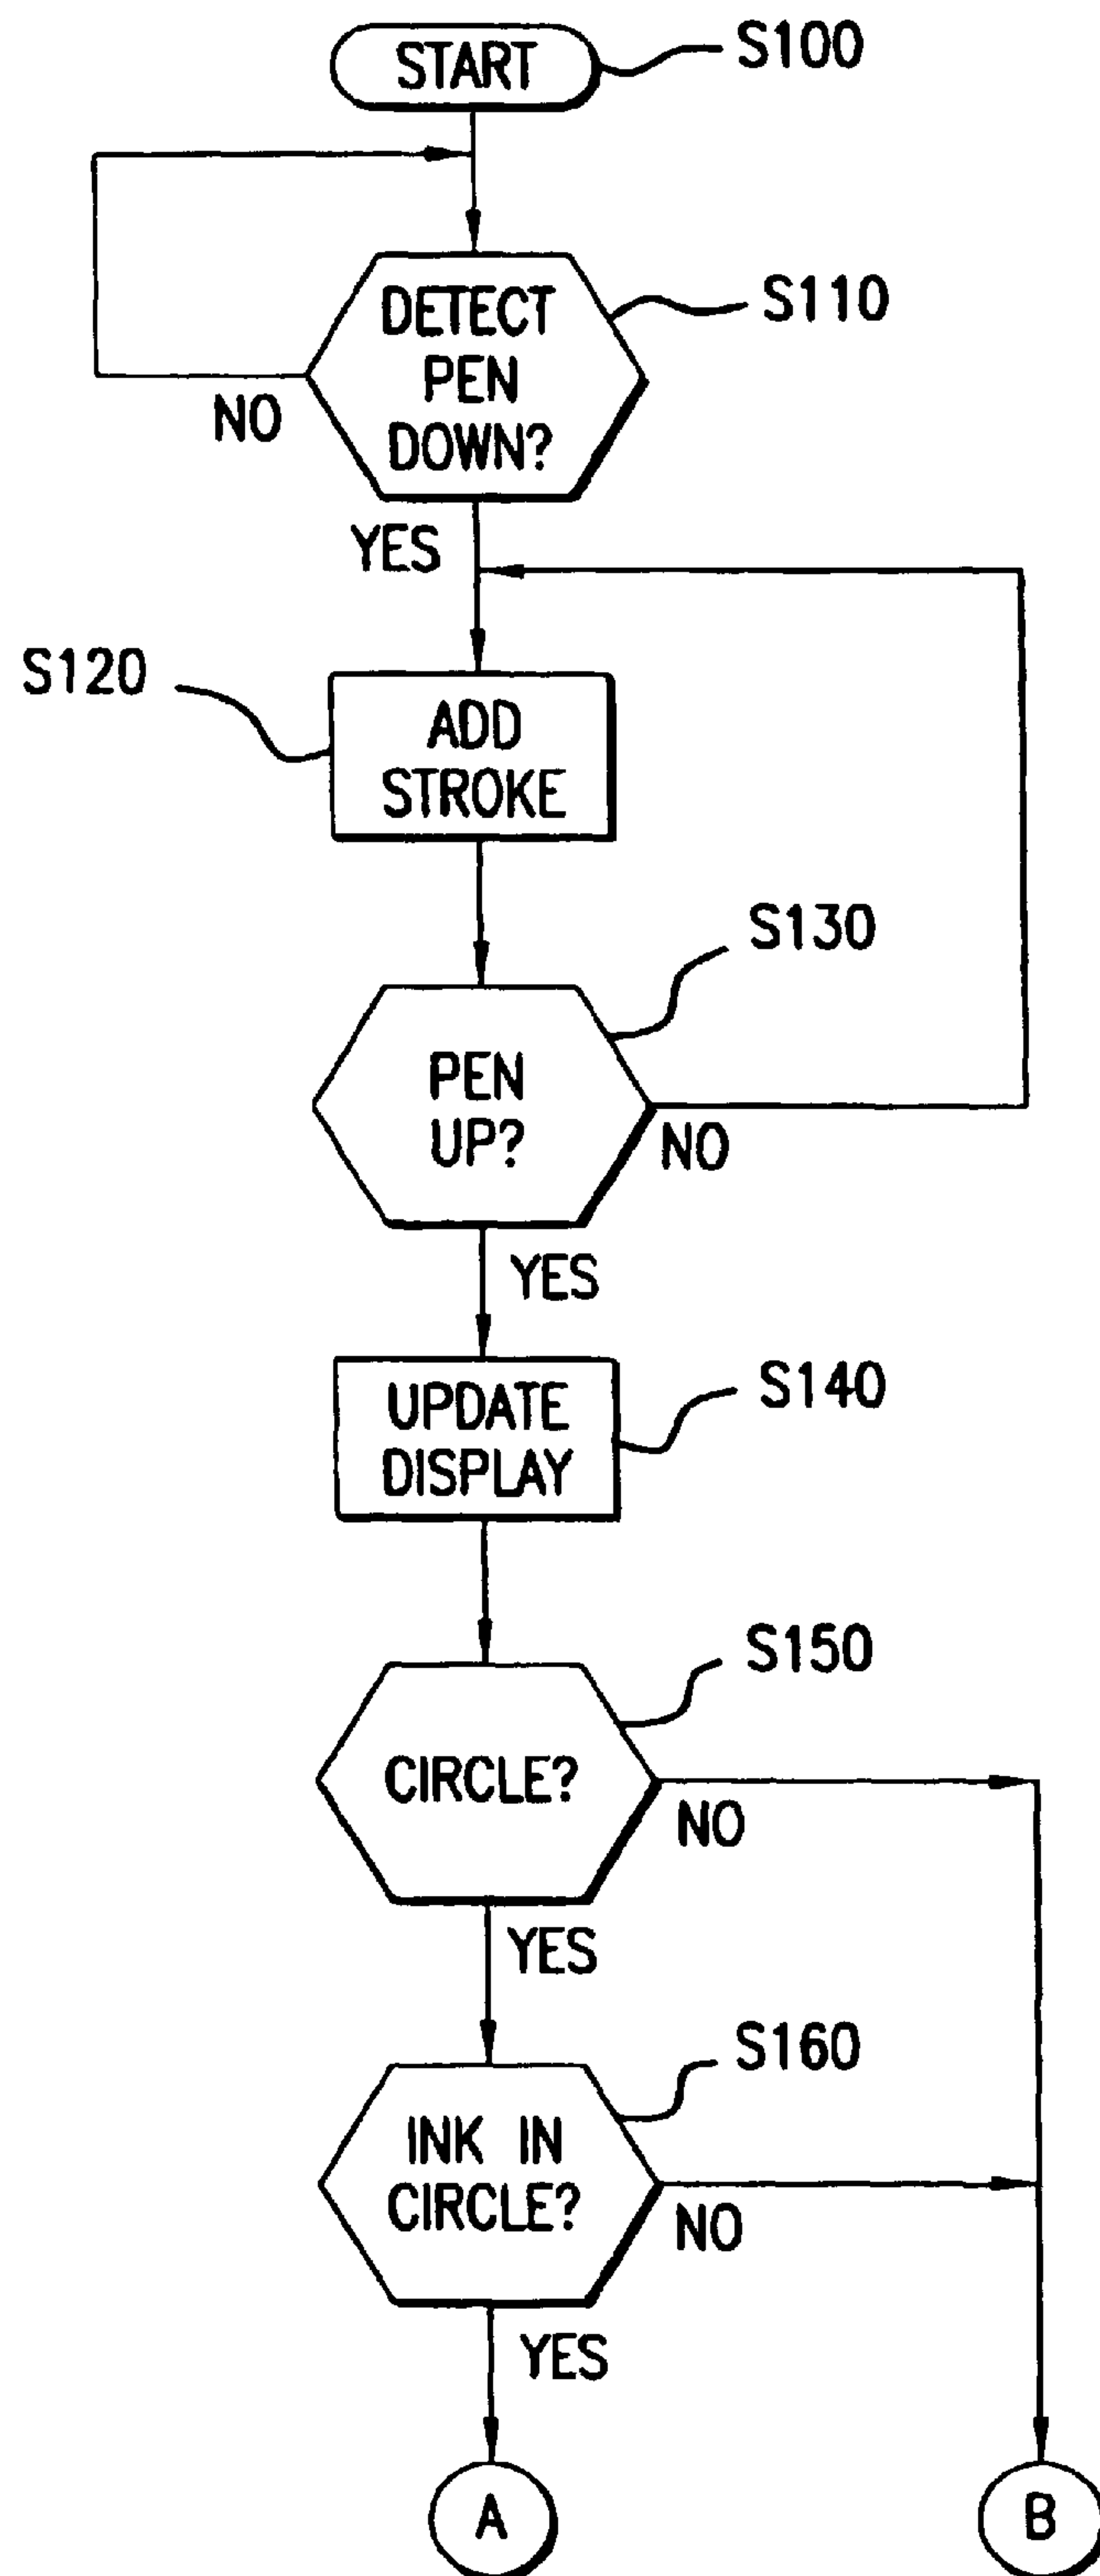 START
S100
DETECT
PEN
DOWN?
S110
NO
YES
S120
ADD
STROKE
S130
PEN
UP?
NO
YES
UPDATE
DISPLAY
S140
S150
CIRCLE?
NO
YES
S160
INK IN
CIRCLE?
NO
YES
A
B